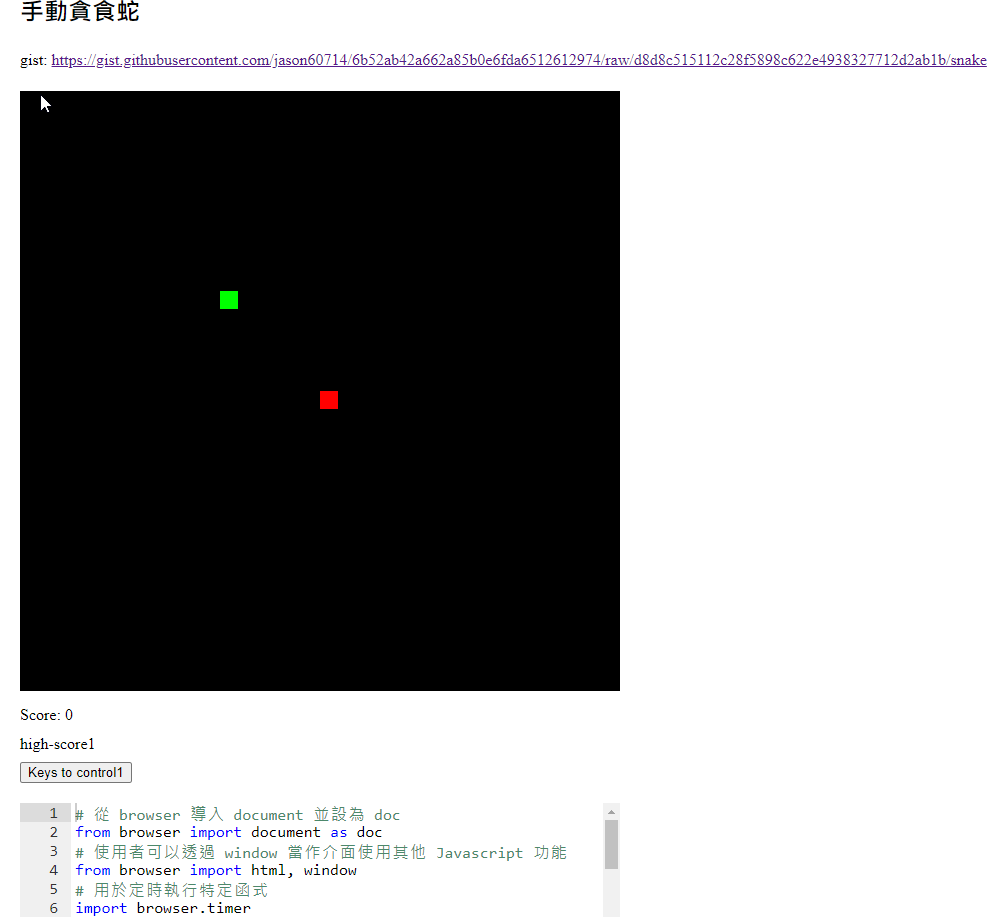 手動貪食蛇
gist: https://gist.githubusercontent.com/jason60714/6b52ab42a662a85b0e6fda6512612974/raw/d8d8c515112c28f5898c622e4938327712d2ab1b/snake
Score: 0
high-score1
Keys to control1
1 # 從 browser 導入 document 並設為 doc
2 from browser import document as doc
3 # 使用者可以透過 window 當作介面使用其他 Javascript 功能
4 from browser import html, window
5 # 用於定時執行特定函式
6 import browser.timer